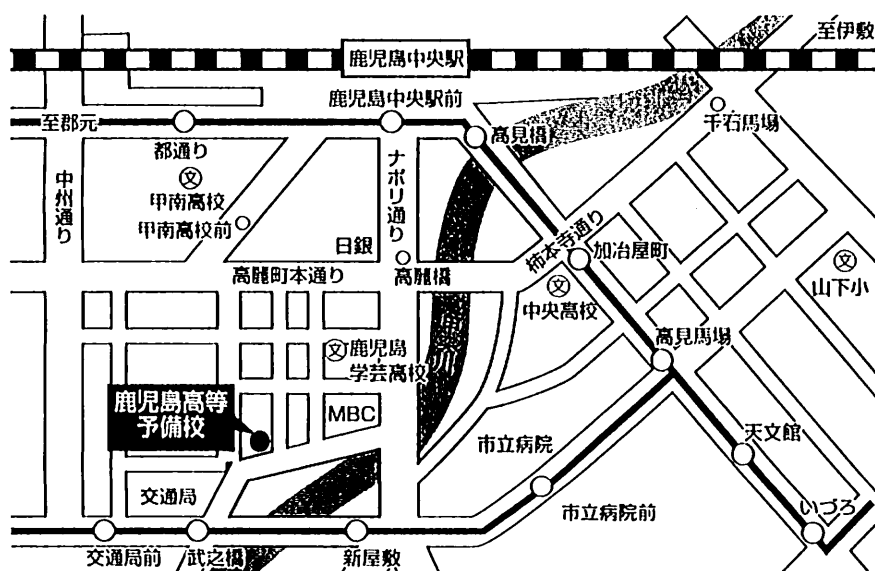 至伊敷
鹿児島中央駅
鹿児島中央駅前
至郡元
高見橋
千石馬場
都通り
中洲通り
ナポリ通り
文
甲南高校
甲南高校前
日銀
柿本寺通り
加冶屋町
高麗町本通り
高麗橋
文
中央高校
文
山下小
高見馬場
文
鹿児島
学芸高校
鹿児島高等
予備校
MBC
市立病院
天文館
交通局
市立病院前
いづろ
交通局前
武之橋
新屋敷